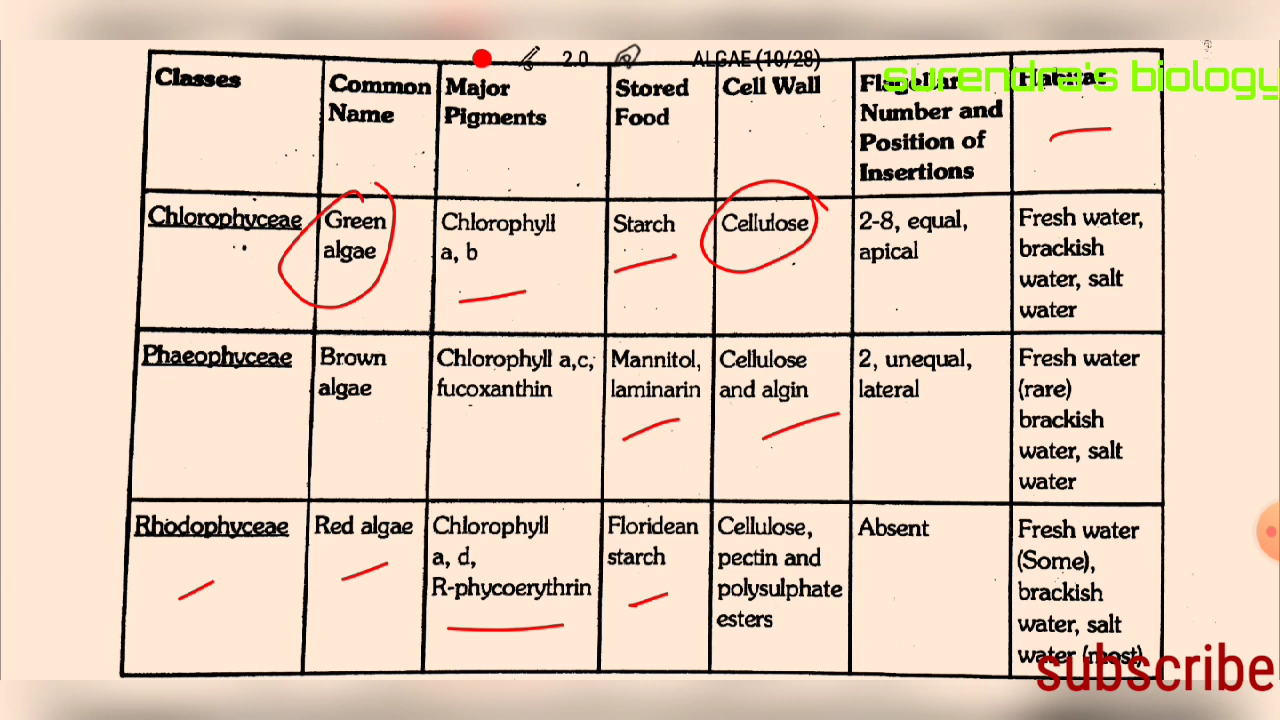 2.0 ALGAE (10/28)
surendra's biology
Classes
Common
Name
Major
Pigments
Stored
Food
Cell Wall
Flagellar
Number and
Position of
Insertions
Habitat
Chlorophyceae
Green
algae
Chlorophyll
a, b
Starch
Cellulose
2-8, equal,
apical
Fresh water,
brackish
water, salt
water
Phaeophyceae
Brown
algae
Chlorophyll a,c,
fucoxanthin
Mannitol,
laminarin
Cellulose
and algin
2, unequal,
lateral
Fresh water
(rare)
brackish
water, salt
water
Rhodophyceae
Red algae
Chlorophyll
a, d,
R-phycoerythrin
Floridean
starch
Cellulose,
pectin and
polysulphate
esters
Absent
Fresh water
(Some),
brackish
water, salt
water (most)
subscribe